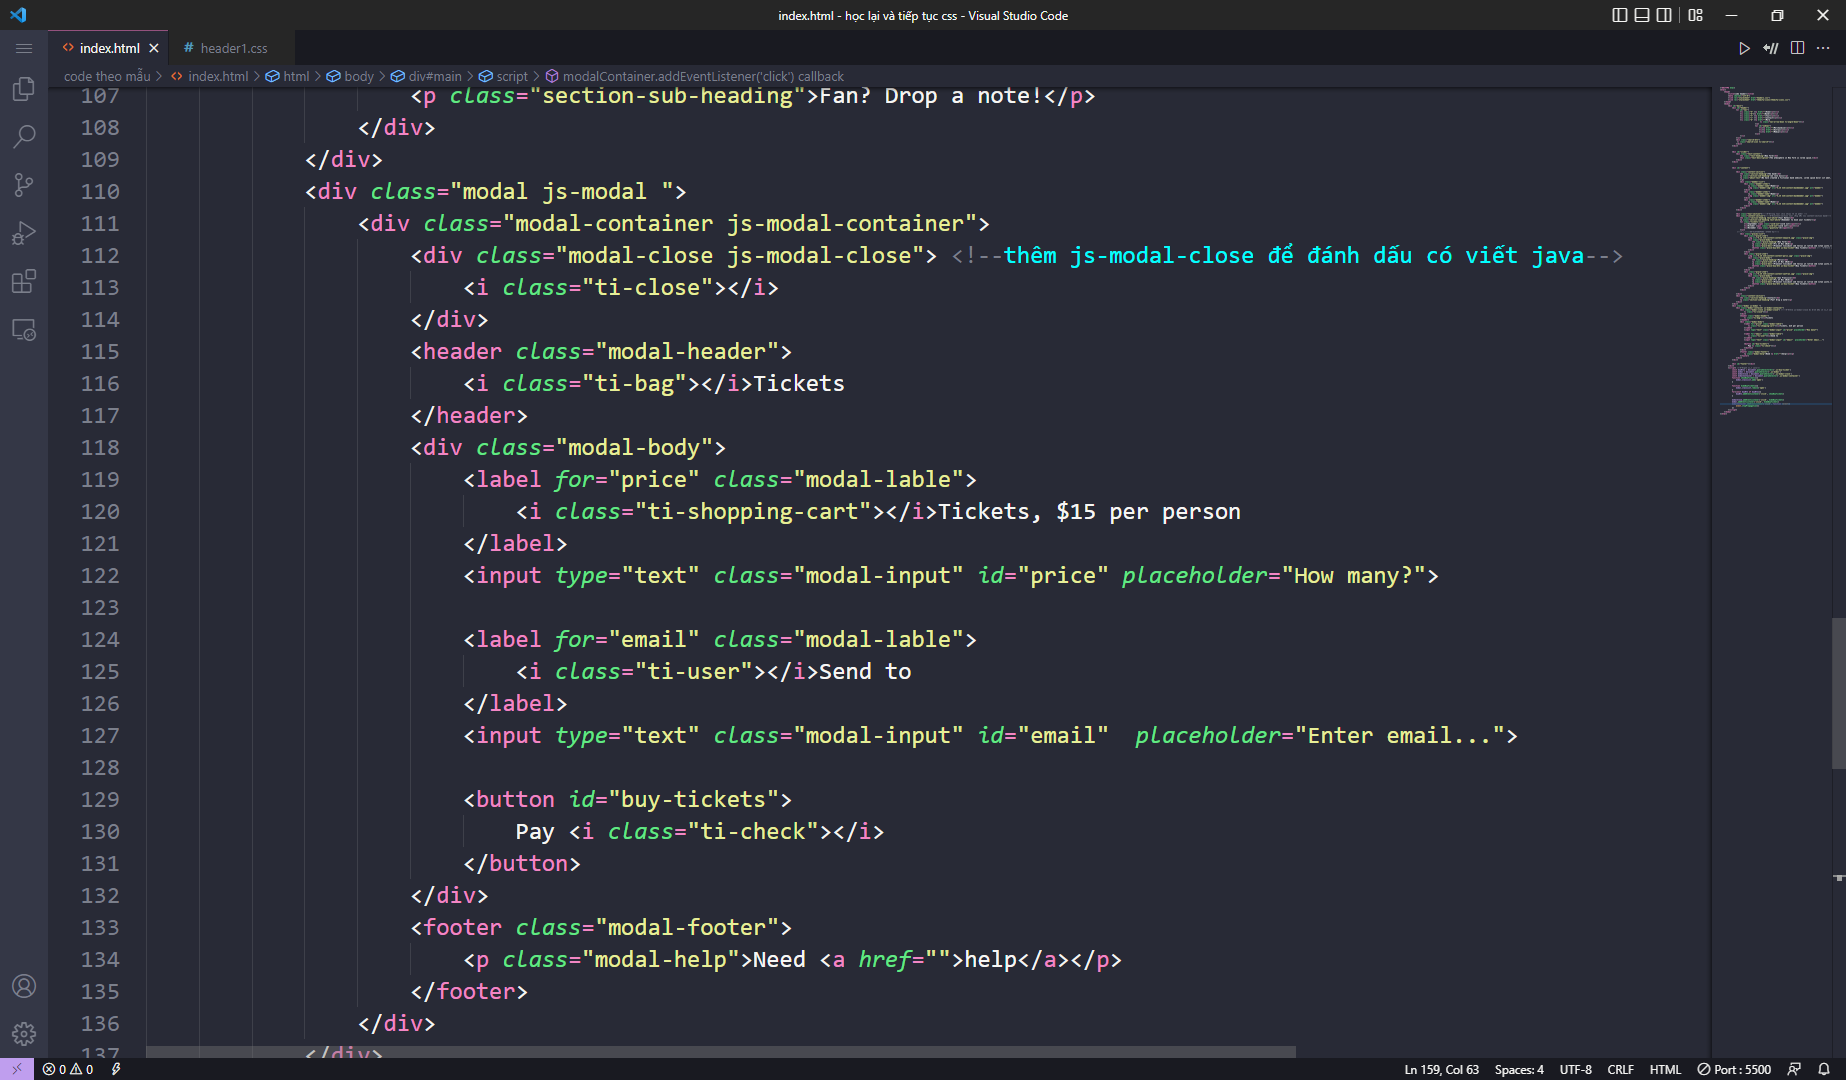 index.html - học lại và tiếp tục css - Visual Studio Code
index.html
header1.css
code theo mẫu > index.html > html > body > div#main > script > modalContainer.addEventListener('click') callback
107 <p class="section-sub-heading">Fan? Drop a note!</p>
108 </div>
109 </div>
110 <div class="modal js-modal ">
111 <div class="modal-container js-modal-container">
112 <div class="modal-close js-modal-close"> <!--thêm js-modal-close để đánh dấu có viết java-->
113 <i class="ti-close"></i>
114 </div>
115 <header class="modal-header">
116 <i class="ti-bag"></i>Tickets
117 </header>
118 <div class="modal-body">
119 <label for="price" class="modal-lable">
120 <i class="ti-shopping-cart"></i>Tickets, $15 per person
121 </label>
122 <input type="text" class="modal-input" id="price" placeholder="How many?">
123
124 <label for="email" class="modal-lable">
125 <i class="ti-user"></i>Send to
126 </label>
127 <input type="text" class="modal-input" id="email"  placeholder="Enter email...">
128
129 <button id="buy-tickets">
130 Pay <i class="ti-check"></i>
131 </button>
132 </div>
133 <footer class="modal-footer">
134 <p class="modal-help">Need <a href="">help</a></p>
135 </footer>
136 </div>
137 </div>
0 0
Ln 159, Col 63
Spaces: 4
UTF-8
CRLF
HTML
Port : 5500